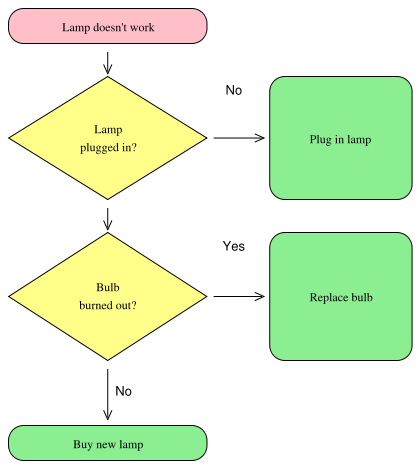 Lamp doesn't work
No
Lamp
plugged in?
Plug in lamp
Yes
Bulb
burned out?
Replace bulb
No
Buy new lamp